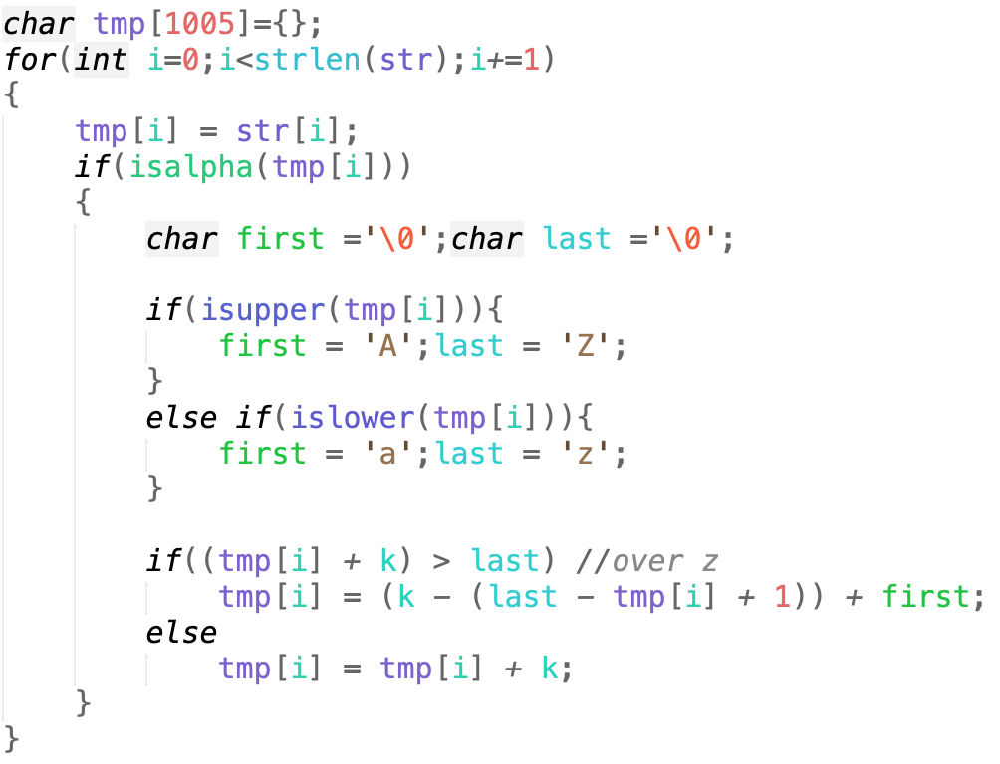 char tmp[1005]={};
for(int i=0;i<strlen(str);i+=1)
{
    tmp[i] = str[i];
    if(isalpha(tmp[i]))
    {
        char first ='\0';char last ='\0';

        if(isupper(tmp[i])){
            first = 'A';last = 'Z';
        }
        else if(islower(tmp[i])){
            first = 'a';last = 'z';
        }

        if((tmp[i] + k) > last) //over z
            tmp[i] = (k - (last - tmp[i] + 1)) + first;
        else
            tmp[i] = tmp[i] + k;
    }
}